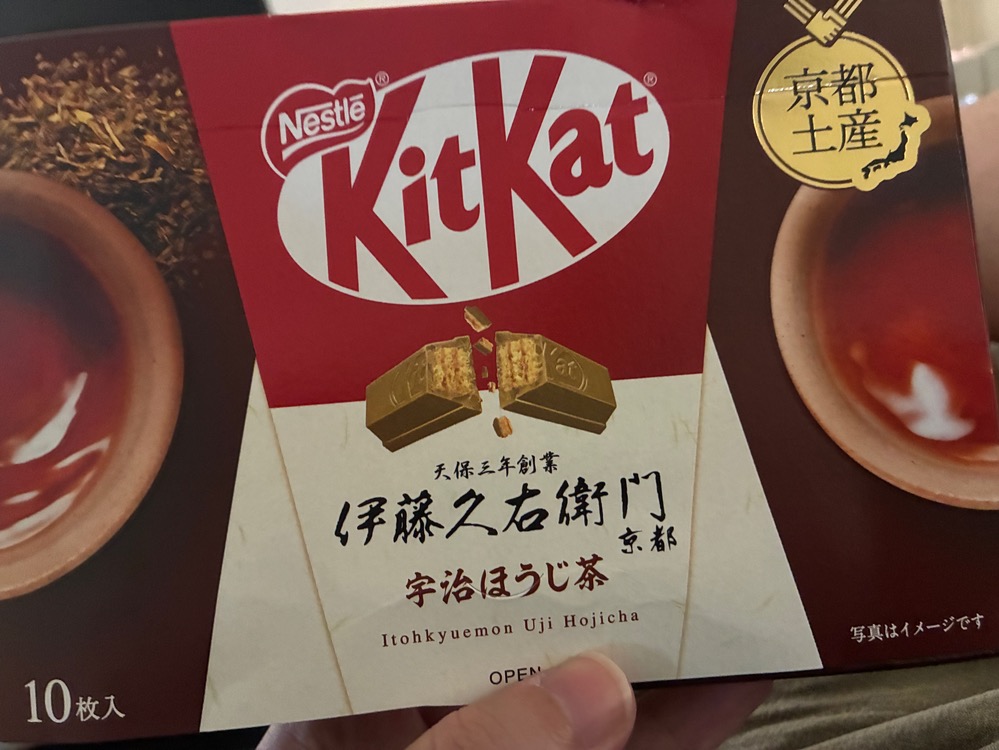 Nestlé®
KitKat®
京都
土産
天保三年創業
伊藤久右衛門
京都
宇治ほうじ茶
Itohkyuemon Uji Hojicha
写真はイメージです
OPEN
10枚入